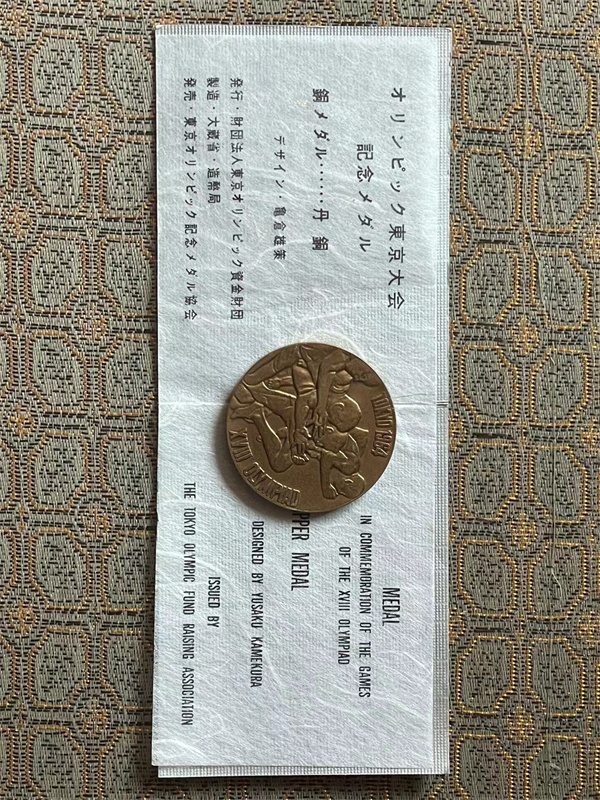 オリンピック東京大会
記念メダル
銅メダル……丹銅
デザイン・亀倉雄策
発行・財団法人東京オリンピック資金財団
製造・大蔵省・造幣局
発売・東京オリンピック記念メダル協会
TOKYO 1964
XVIII OLYMPIAD
MEDAL
IN COMMEMORATION OF THE GAMES
OF THE XVIII OLYMPIAD
PPER MEDAL
DESIGNED BY YUSAKU KAMEKURA
ISSUED BY
THE TOKYO OLYMPIC FUND RAISING ASSOCIATION